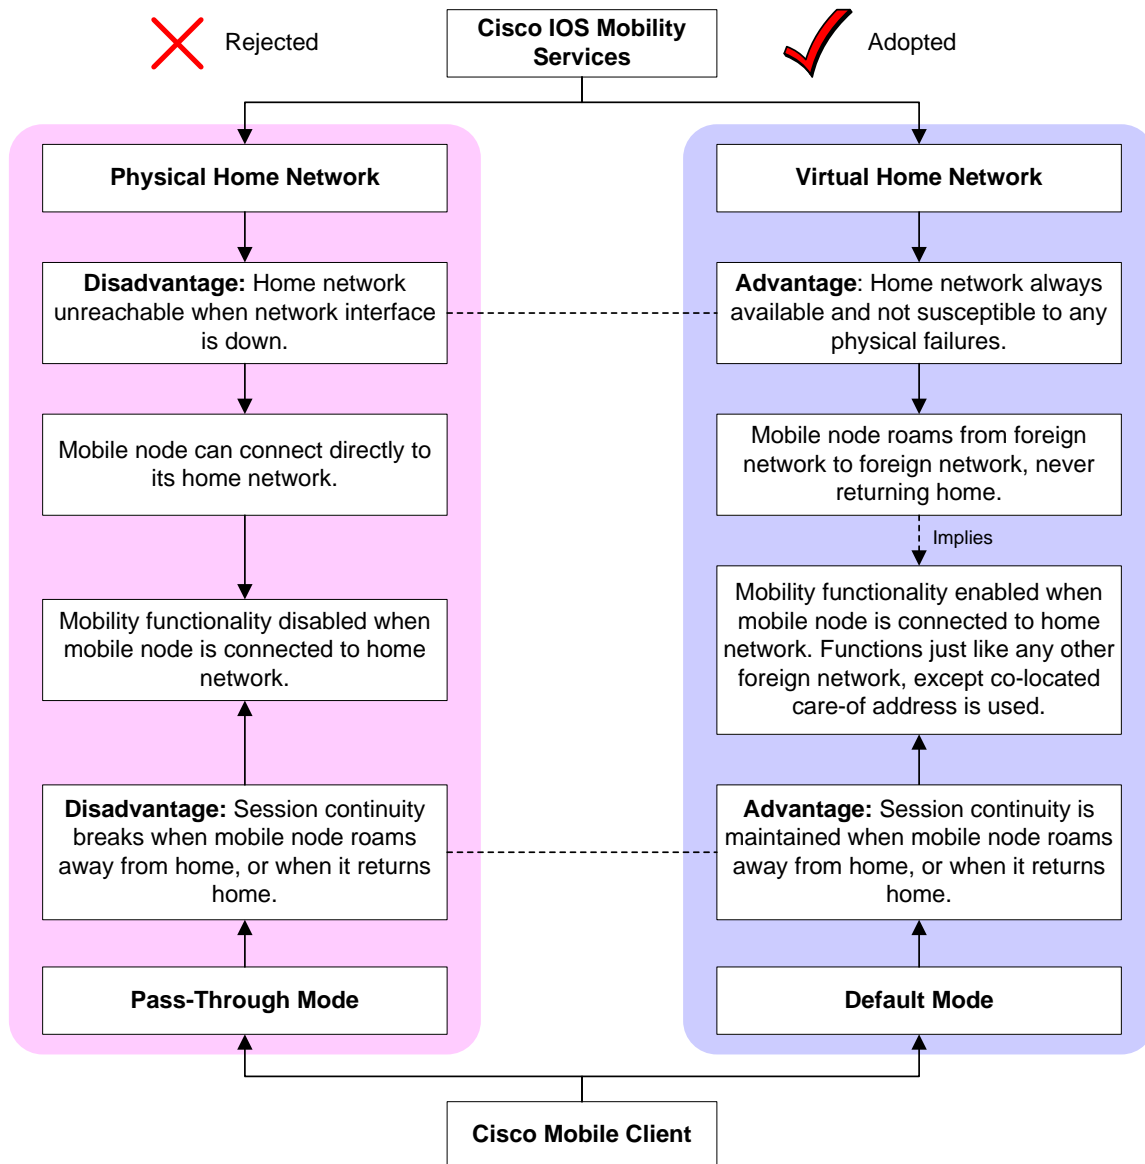 Rejected
Cisco IOS Mobility
Services
Adopted
Physical Home Network
Virtual Home Network
Disadvantage: Home network
unreachable when network interface
is down.
Advantage: Home network always
available and not susceptible to any
physical failures.
Mobile node can connect directly to
its home network.
Mobile node roams from foreign
network to foreign network, never
returning home.
Implies
Mobility functionality disabled when
mobile node is connected to home
network.
Mobility functionality enabled when
mobile node is connected to home
network. Functions just like any other
foreign network, except co-located
care-of address is used.
Disadvantage: Session continuity
breaks when mobile node roams
away from home, or when it returns
home.
Advantage: Session continuity is
maintained when mobile node roams
away from home, or when it returns
home.
Pass-Through Mode
Default Mode
Cisco Mobile Client